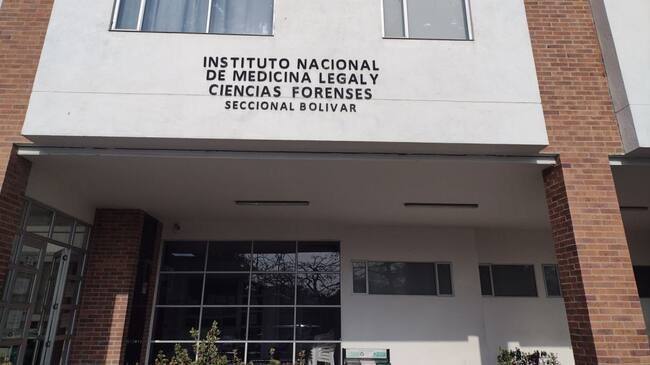 INSTITUTO NACIONAL
DE MEDICINA LEGAL Y
CIENCIAS FORENSES
SECCIONAL BOLIVAR